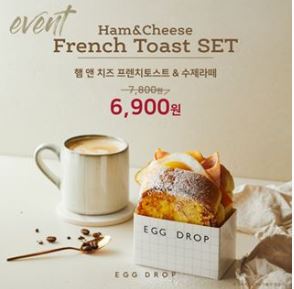 event
Ham&Cheese
French Toast SET
햄 앤 치즈 프렌치토스트 & 수제라떼
7,800원
6,900원
EGG DROP
EGG DROP